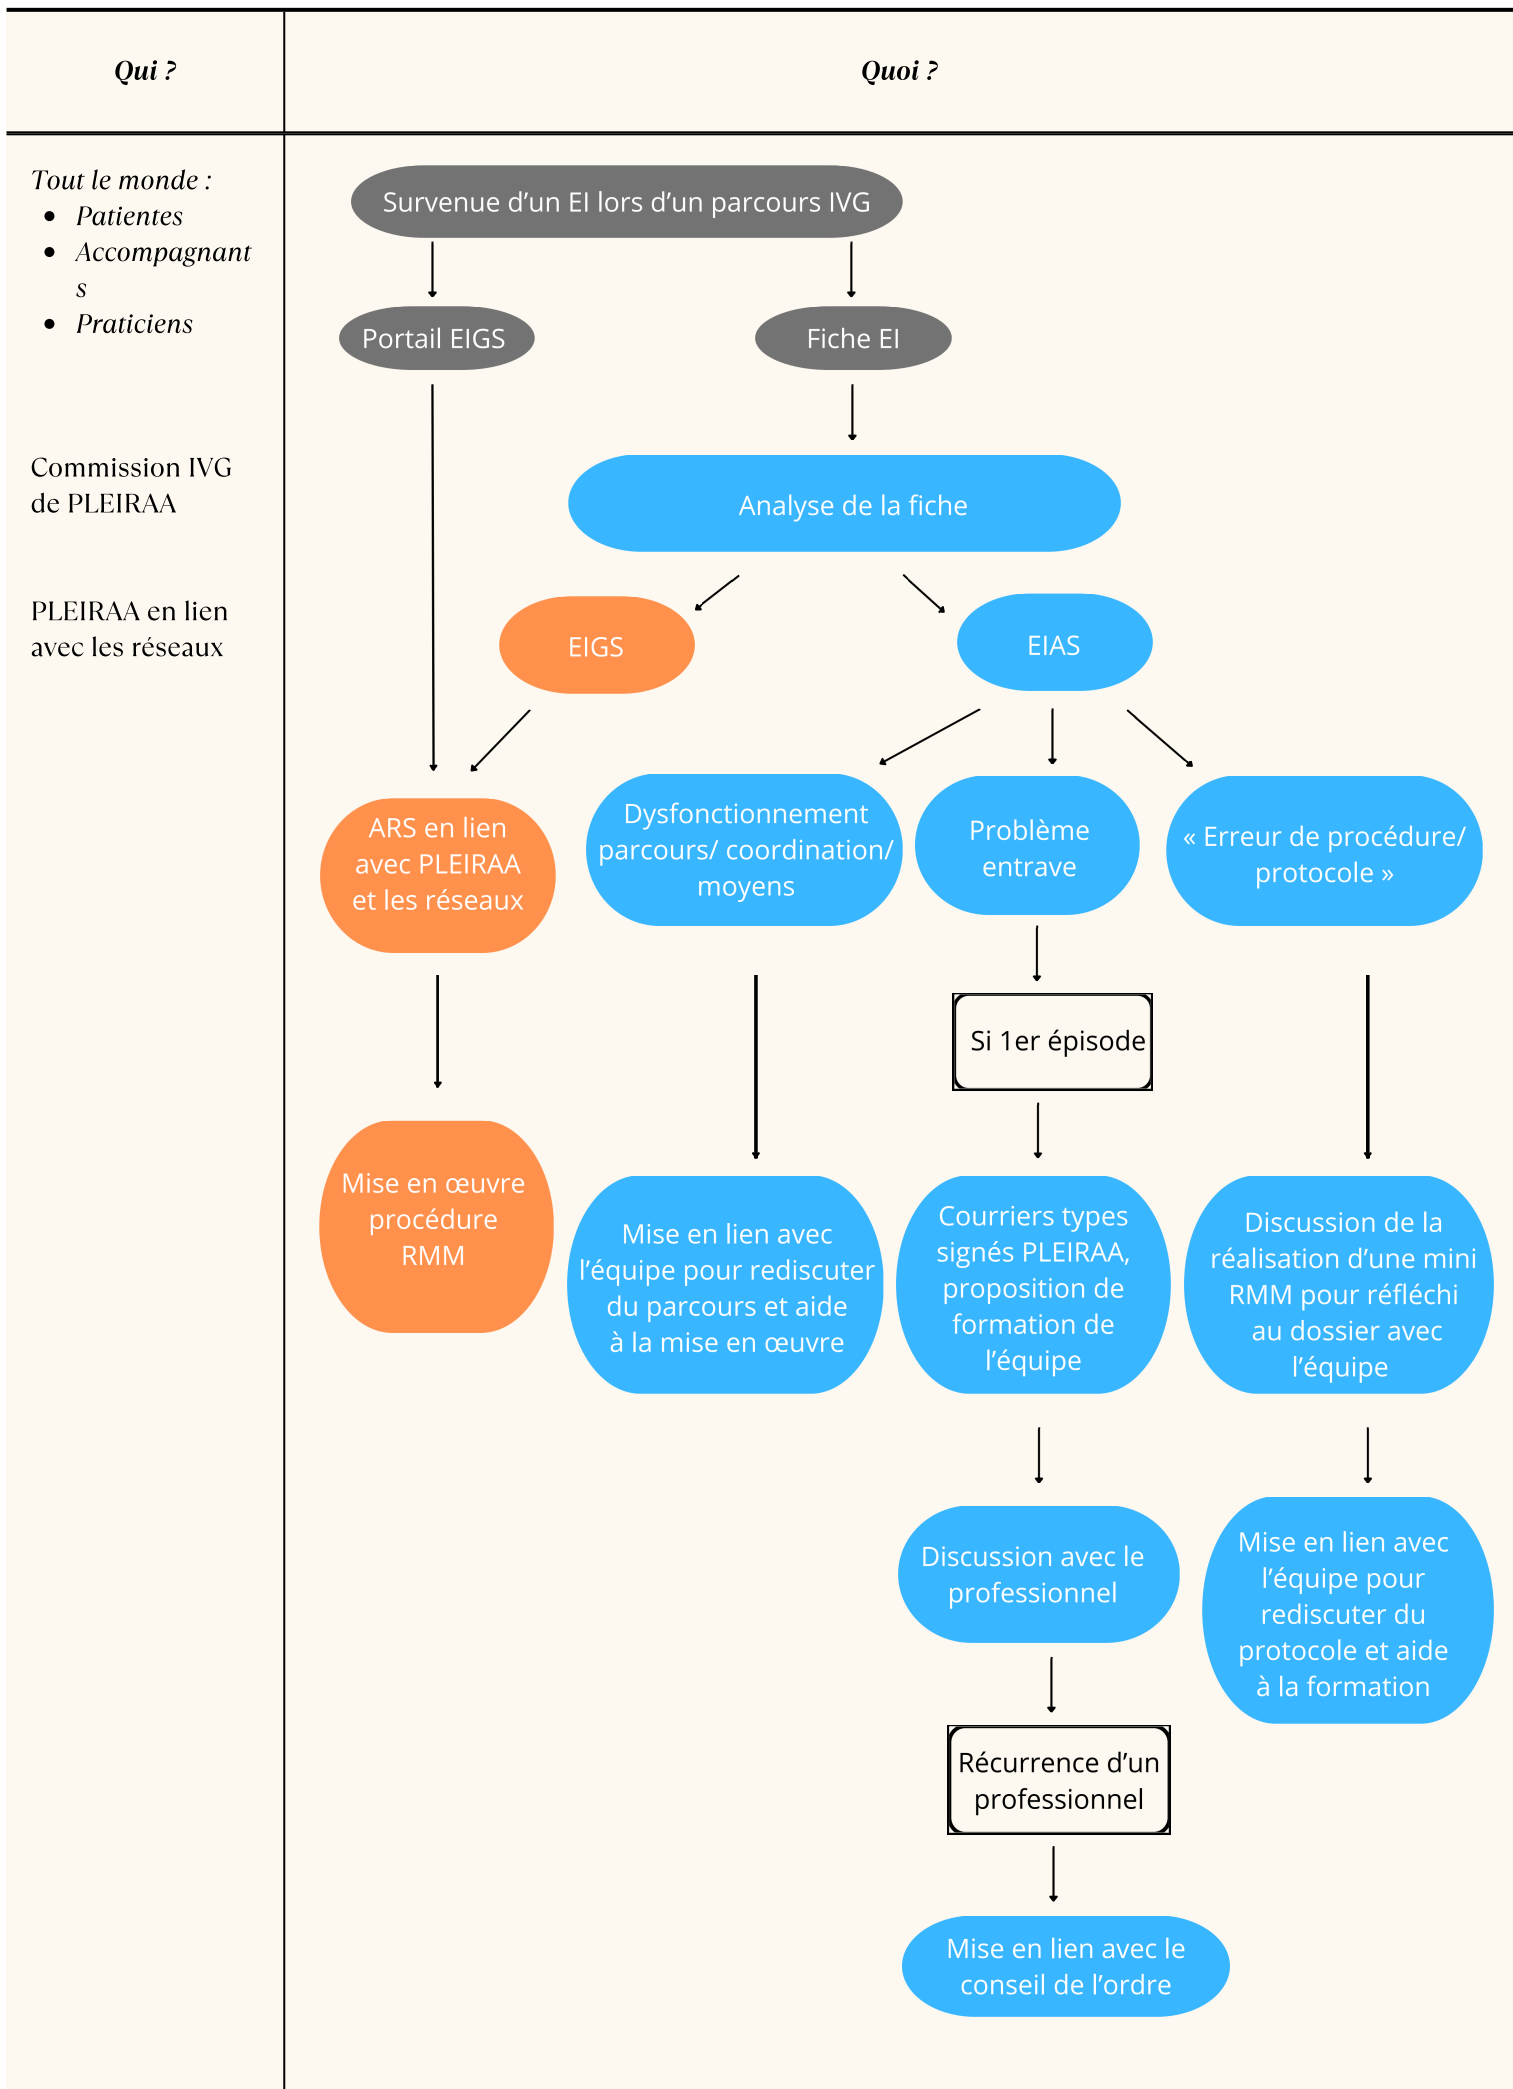 Qui ?
Quoi ?
Tout le monde :
• Patientes
• Accompagnant
s
• Praticiens
Commission IVG
de PLEIRAA
PLEIRAA en lien
avec les réseaux
Survenue d’un EI lors d’un parcours IVG
Portail EIGS
Fiche EI
Analyse de la fiche
EIGS
EIAS
ARS en lien
avec PLEIRAA
et les réseaux
Dysfonctionnement
parcours/ coordination/
moyens
Problème
entrave
« Erreur de procédure/
protocole »
Si 1er épisode
Mise en œuvre
procédure
RMM
Mise en lien avec
l’équipe pour rediscuter
du parcours et aide
à la mise en œuvre
Courriers types
signés PLEIRAA,
proposition de
formation de
l’équipe
Discussion de la
réalisation d’une mini
RMM pour réfléchi
au dossier avec
l’équipe
Discussion avec le
professionnel
Mise en lien avec
l’équipe pour
rediscuter du
protocole et aide
à la formation
Récurrence d’un
professionnel
Mise en lien avec le
conseil de l’ordre